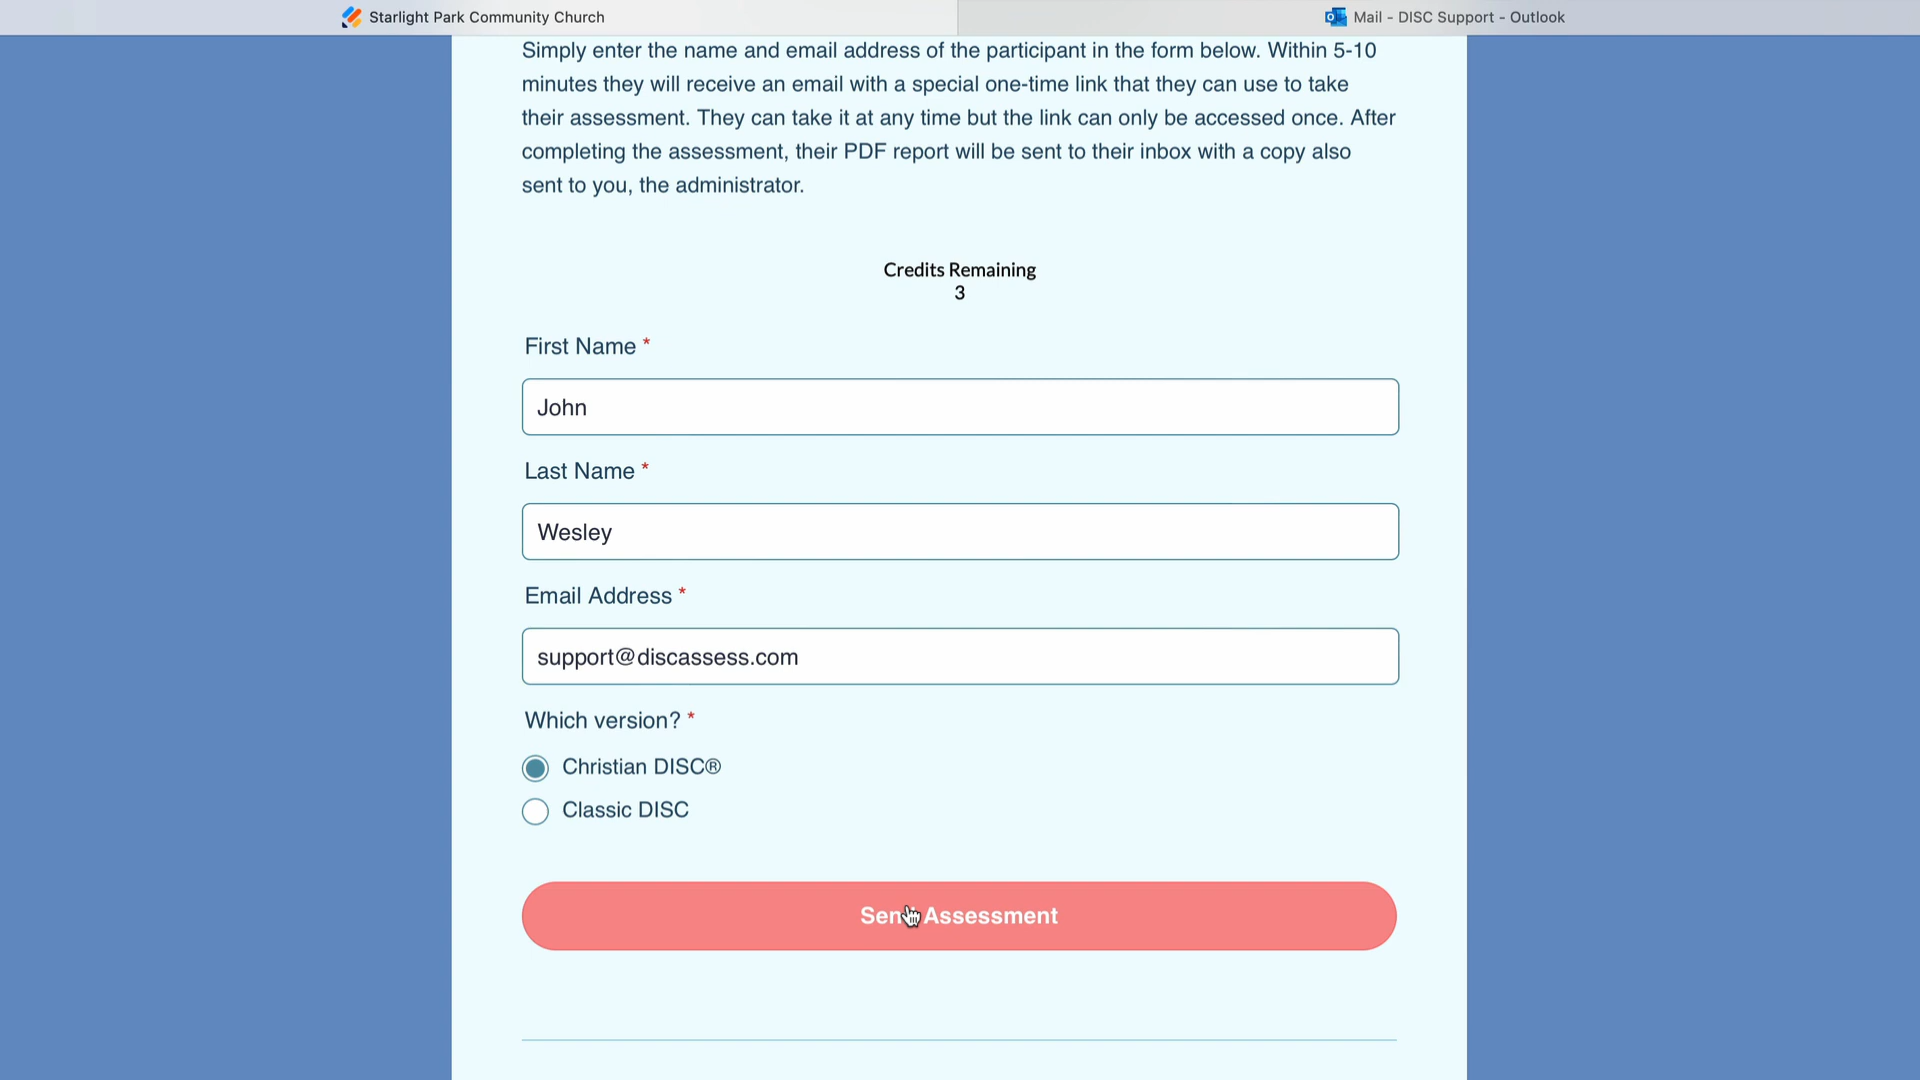 Starlight Park Community Church
Mail - DISC Support - Outlook
Simply enter the name and email address of the participant in the form below. Within 5-10
minutes they will receive an email with a special one-time link that they can use to take
their assessment. They can take it at any time but the link can only be accessed once. After
completing the assessment, their PDF report will be sent to their inbox with a copy also
sent to you, the administrator.
Credits Remaining
3
First Name *
John
Last Name *
Wesley
Email Address *
support@discassess.com
Which version? *
Christian DISC®
Classic DISC
Send Assessment